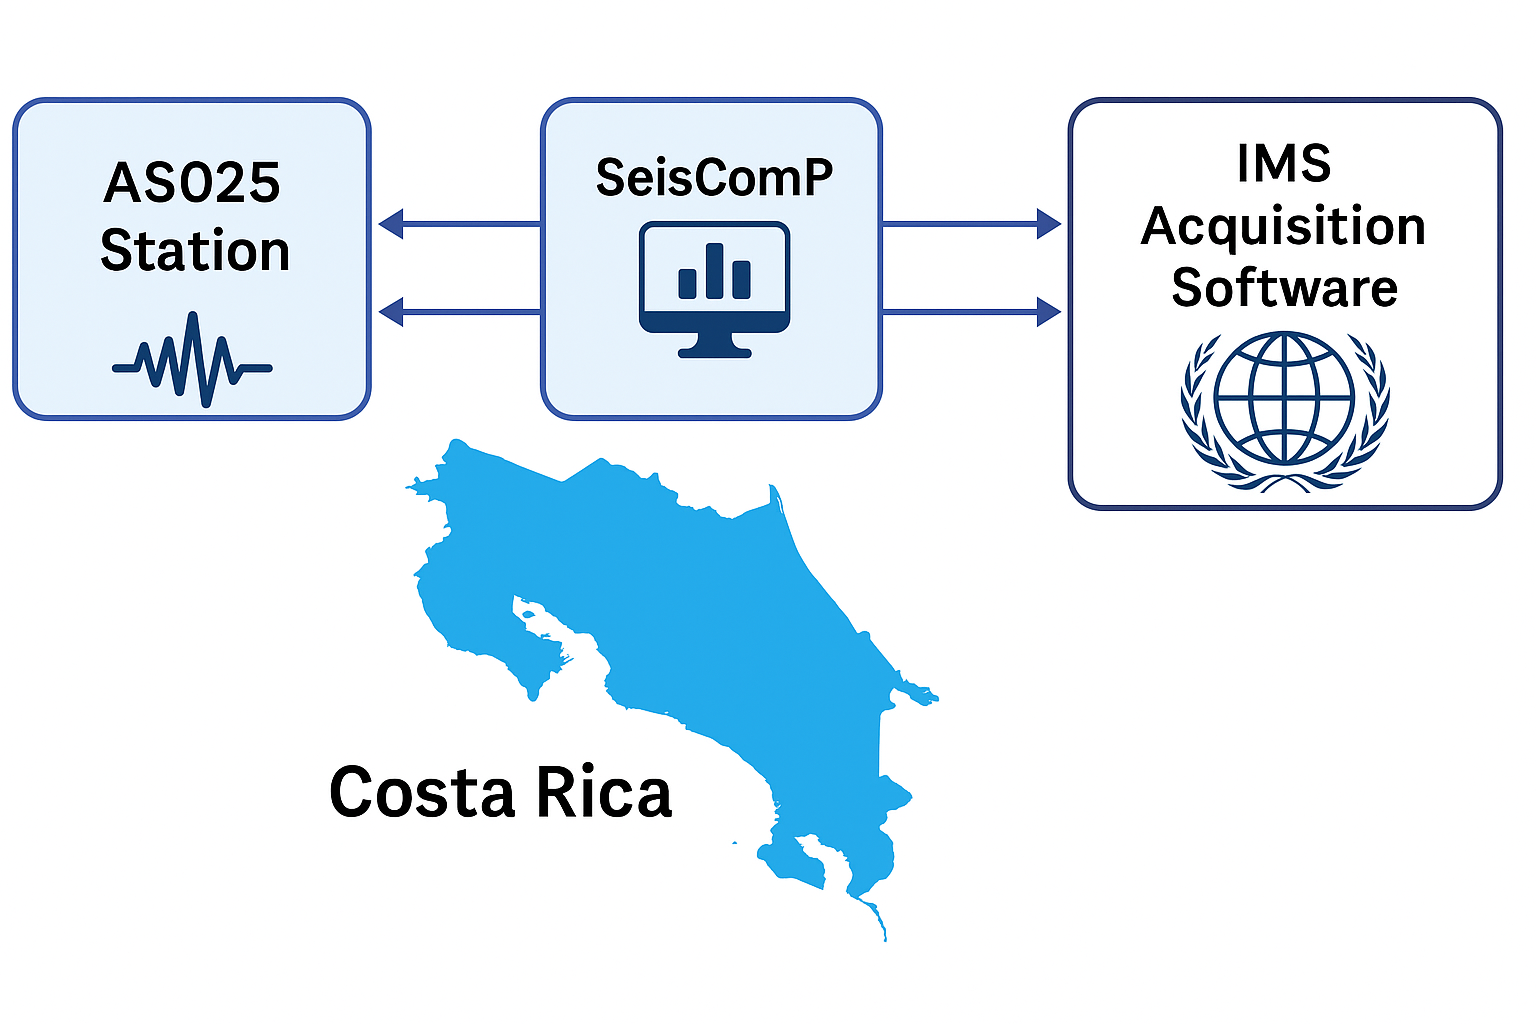 AS025
Station
SeisComP
IMS
Acquisition
Software
Costa Rica